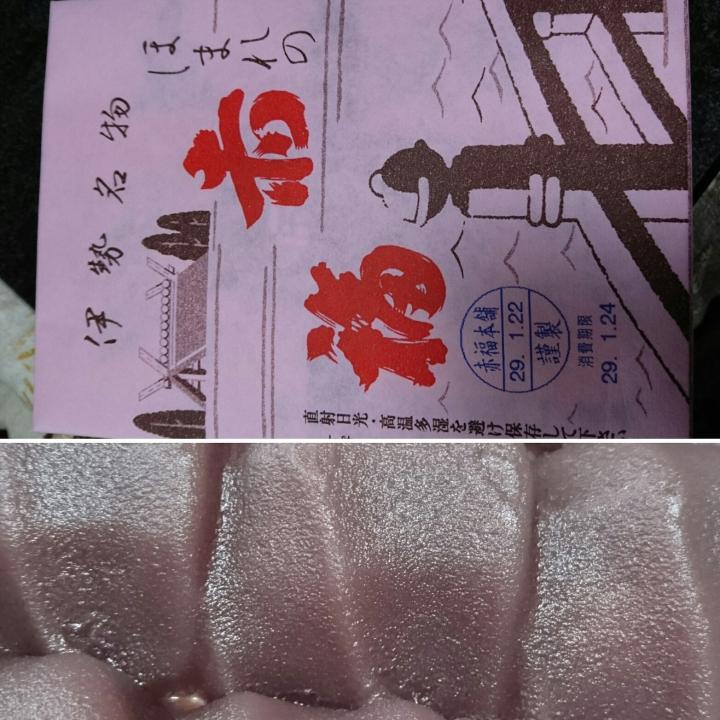 伊勢名物
ほまれの
赤福
赤福本舗
29. 1.22
謹製
消費期限
29. 1.24
直射日光・高温多湿を避け保存して下さい